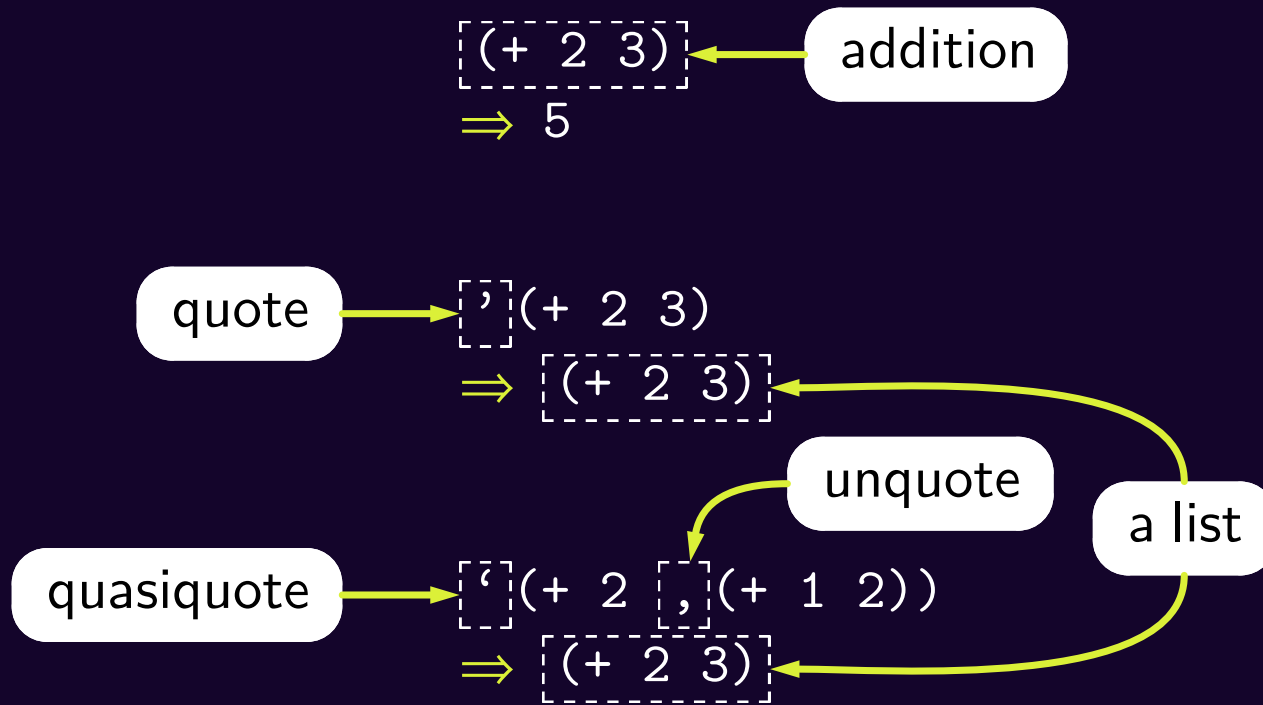 (+ 2 3) addition
⇒ 5
quote ’(+ 2 3)
⇒ (+ 2 3)
unquote
a list
quasiquote ‘(+ 2 ,(+ 1 2))
⇒ (+ 2 3)